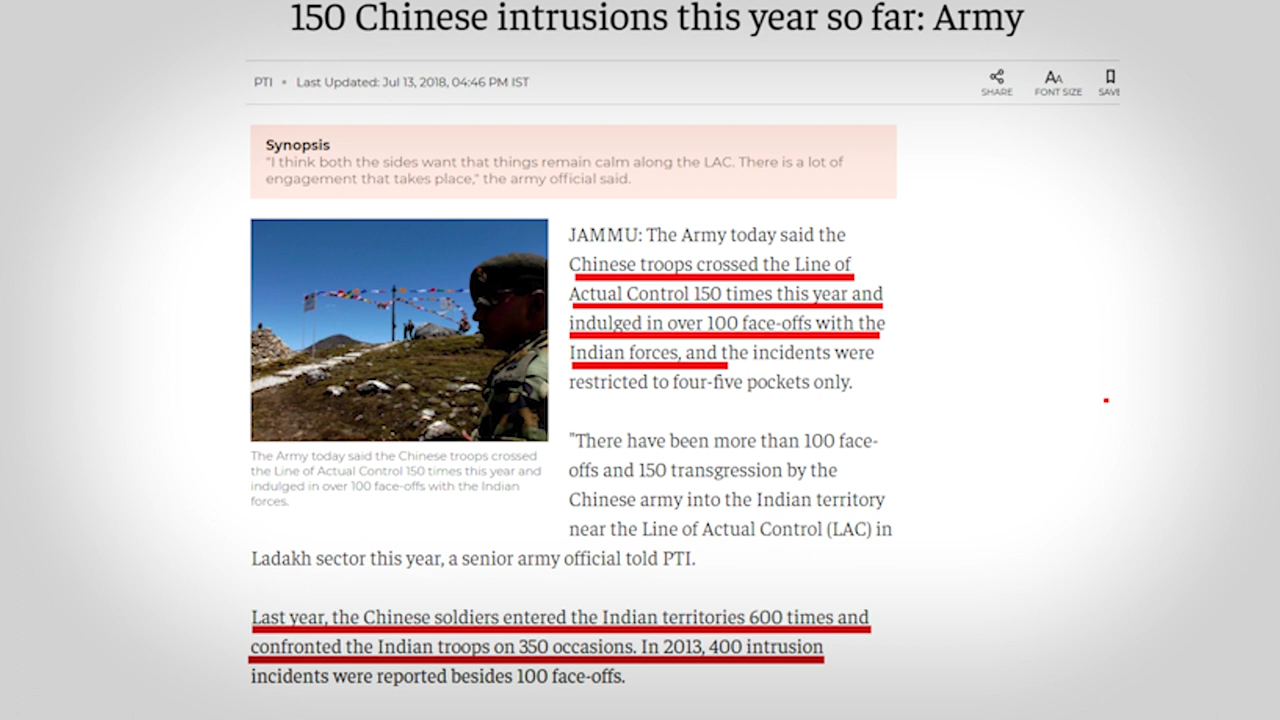 150 Chinese intrusions this year so far: Army
PTI • Last Updated: Jul 13, 2018, 04:46 PM IST
SHARE
AA
FONT SIZE
SAVE
Synopsis
"I think both the sides want that things remain calm along the LAC. There is a lot of
engagement that takes place," the army official said.
JAMMU: The Army today said the
Chinese troops crossed the Line of
Actual Control 150 times this year and
indulged in over 100 face-offs with the
Indian forces, and the incidents were
restricted to four-five pockets only.
The Army today said the Chinese troops crossed
the Line of Actual Control 150 times this year and
indulged in over 100 face-offs with the Indian
forces.
"There have been more than 100 face-
offs and 150 transgression by the
Chinese army into the Indian territory
near the Line of Actual Control (LAC) in
Ladakh sector this year, a senior army official told PTI.
Last year, the Chinese soldiers entered the Indian territories 600 times and
confronted the Indian troops on 350 occasions. In 2013, 400 intrusion
incidents were reported besides 100 face-offs.